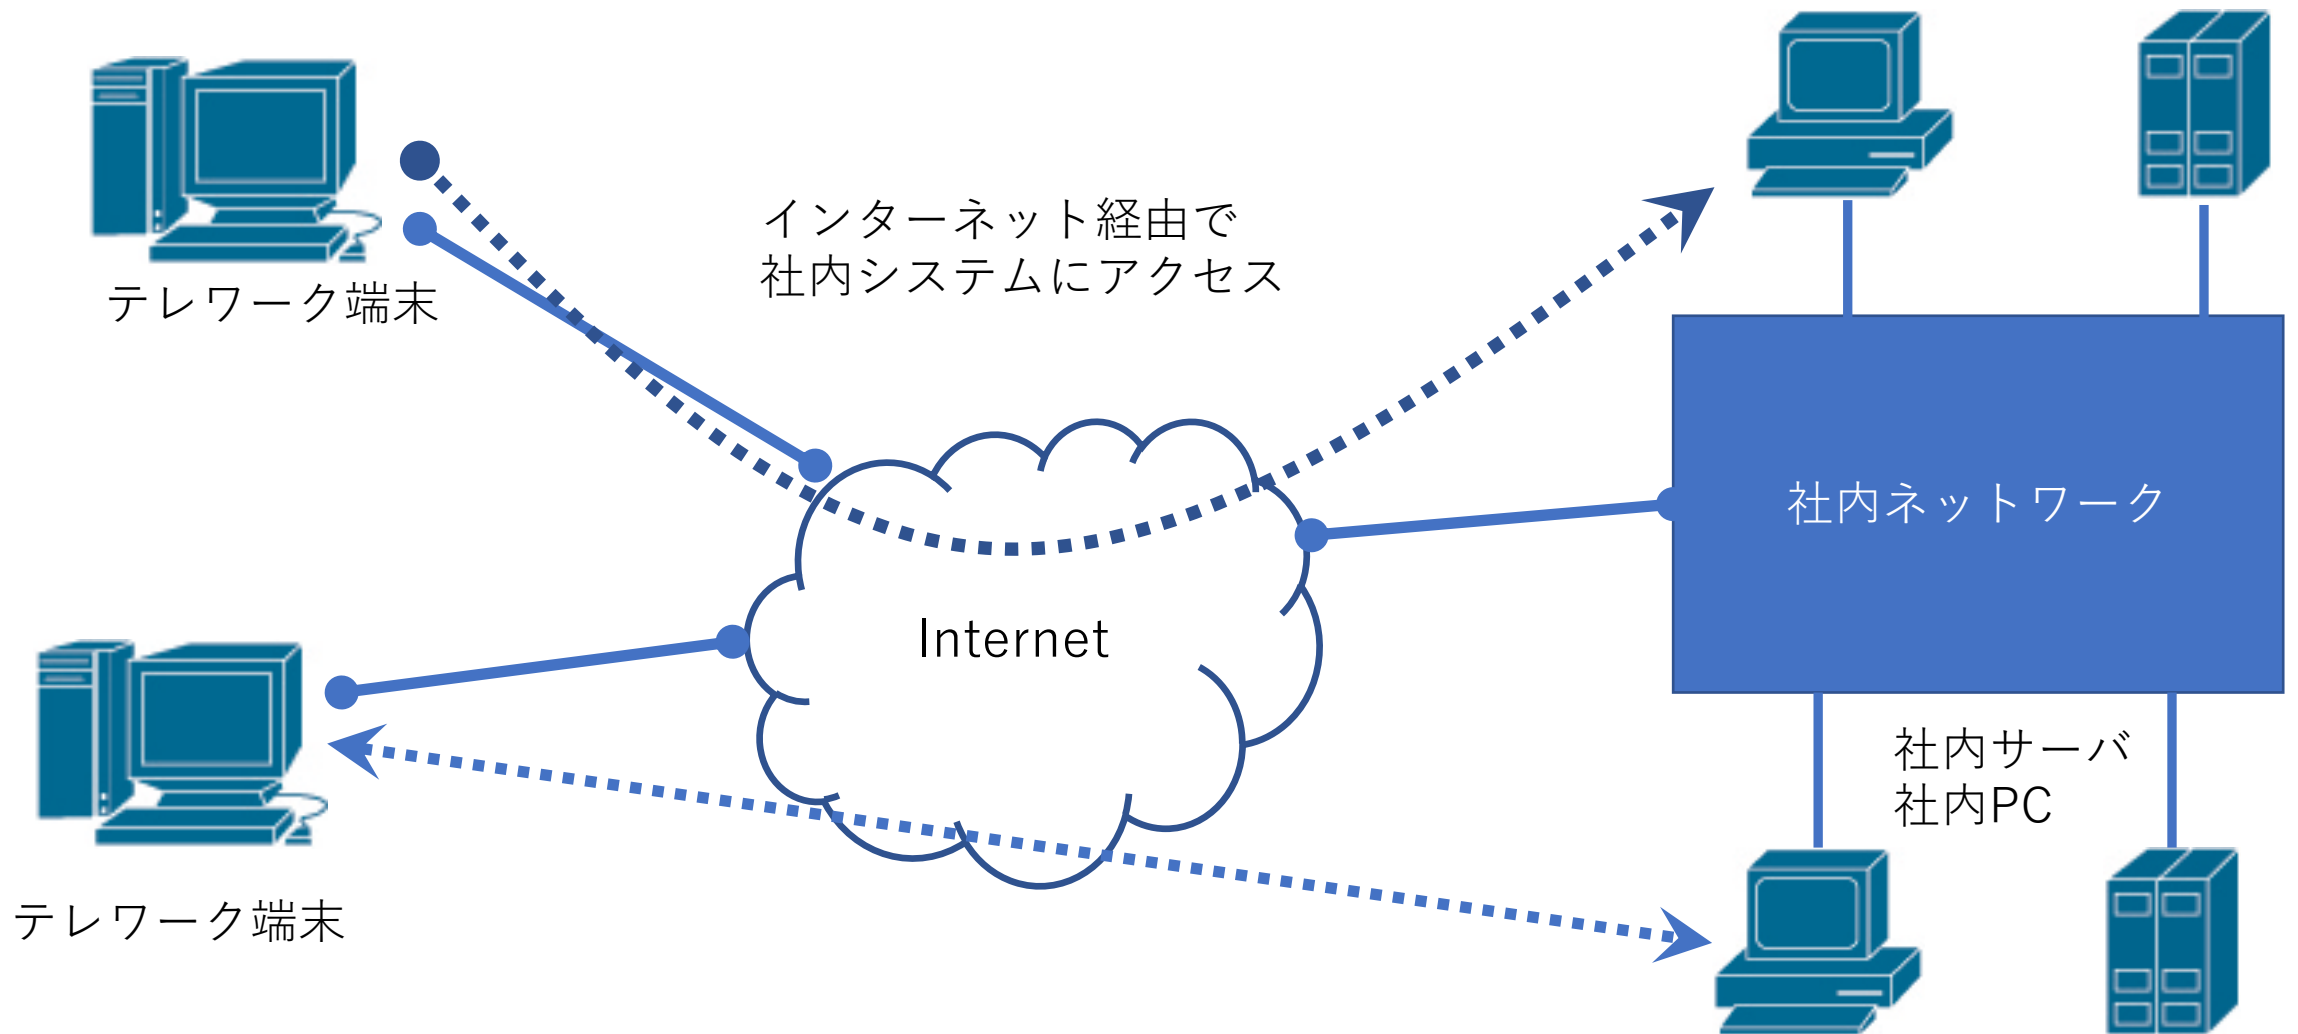 インターネット経由で
社内システムにアクセス
テレワーク端末
社内ネットワーク
Internet
社内サーバ
社内PC
テレワーク端末